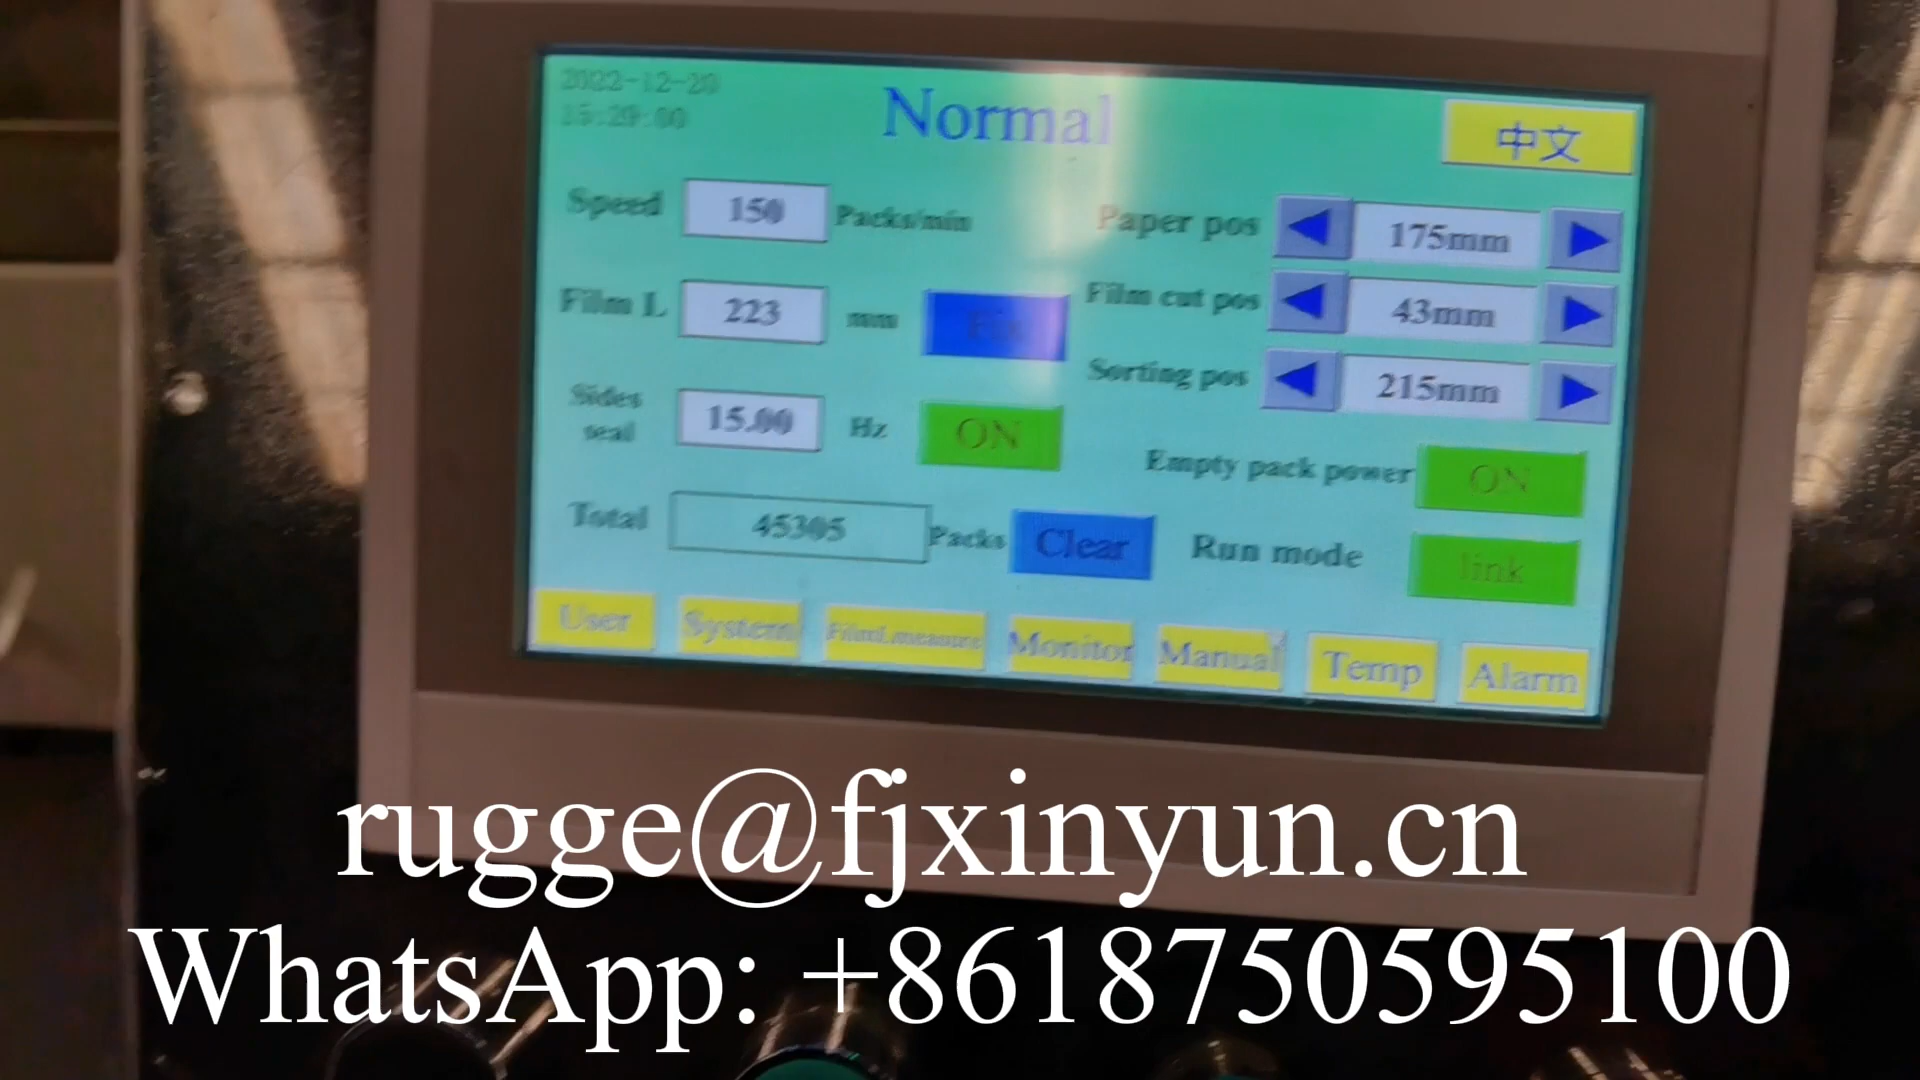 2022-12-20
15:29:00
Normal
中文
Speed 150 Packs/min
Paper pos 175mm
Film L 223 mm
Film cut pos 43mm
Sorting pos 215mm
Sides seal 15.00 Hz ON
Empty pack power ON
Total 45305 Packs Clear
Run mode link
User System FilmLmeasure Monitor Manual Temp Alarm
rugge@fjxinyun.cn
WhatsApp: +8618750595100